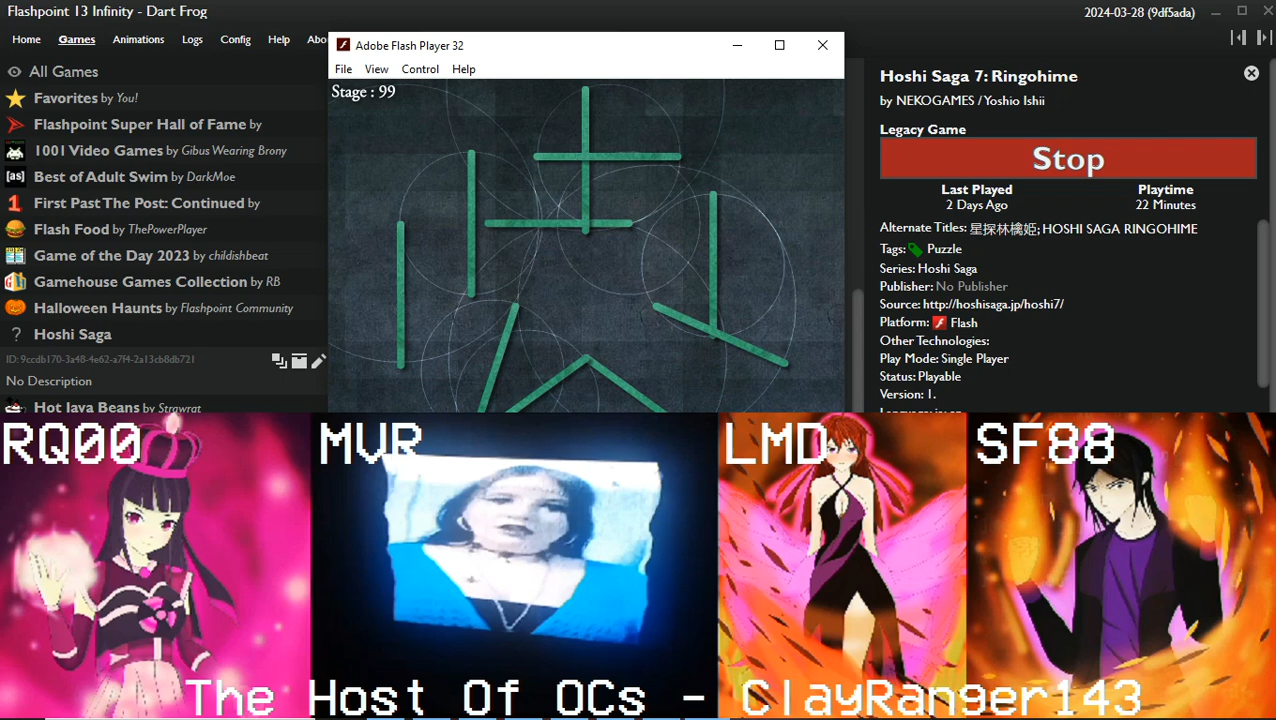 Flashpoint 13 Infinity - Dart Frog
2024-03-28 (9df5ada)
Home Games Animations Logs Config Help Abo
All Games
Favorites by You!
Flashpoint Super Hall of Fame by
1001 Video Games by Gibus Wearing Brony
Best of Adult Swim by DarkMoe
First Past The Post: Continued by
Flash Food by ThePowerPlayer
Game of the Day 2023 by childishbeat
Gamehouse Games Collection by RB
Halloween Haunts by Flashpoint Community
? Hoshi Saga
ID: 9ccdb170-3a48-4e62-a7f4-2a13cb8db721
No Description
Hot Java Beans by Strawrat
[as]
1
Adobe Flash Player 32
File View Control Help
Stage : 99
Hoshi Saga 7: Ringohime
by NEKOGAMES / Yoshio Ishii
Legacy Game
Stop
Last Played Playtime
2 Days Ago 22 Minutes
Alternate Titles: 星探林檎姫; HOSHI SAGA RINGOHIME
Tags: Puzzle
Series: Hoshi Saga
Publisher: No Publisher
Source: http://hoshisaga.jp/hoshi7/
Platform: Flash
Other Technologies:
Play Mode: Single Player
Status: Playable
Version: 1.
RQ00 MVR LMD SF88
The Host Of OCs - ClayRanger143